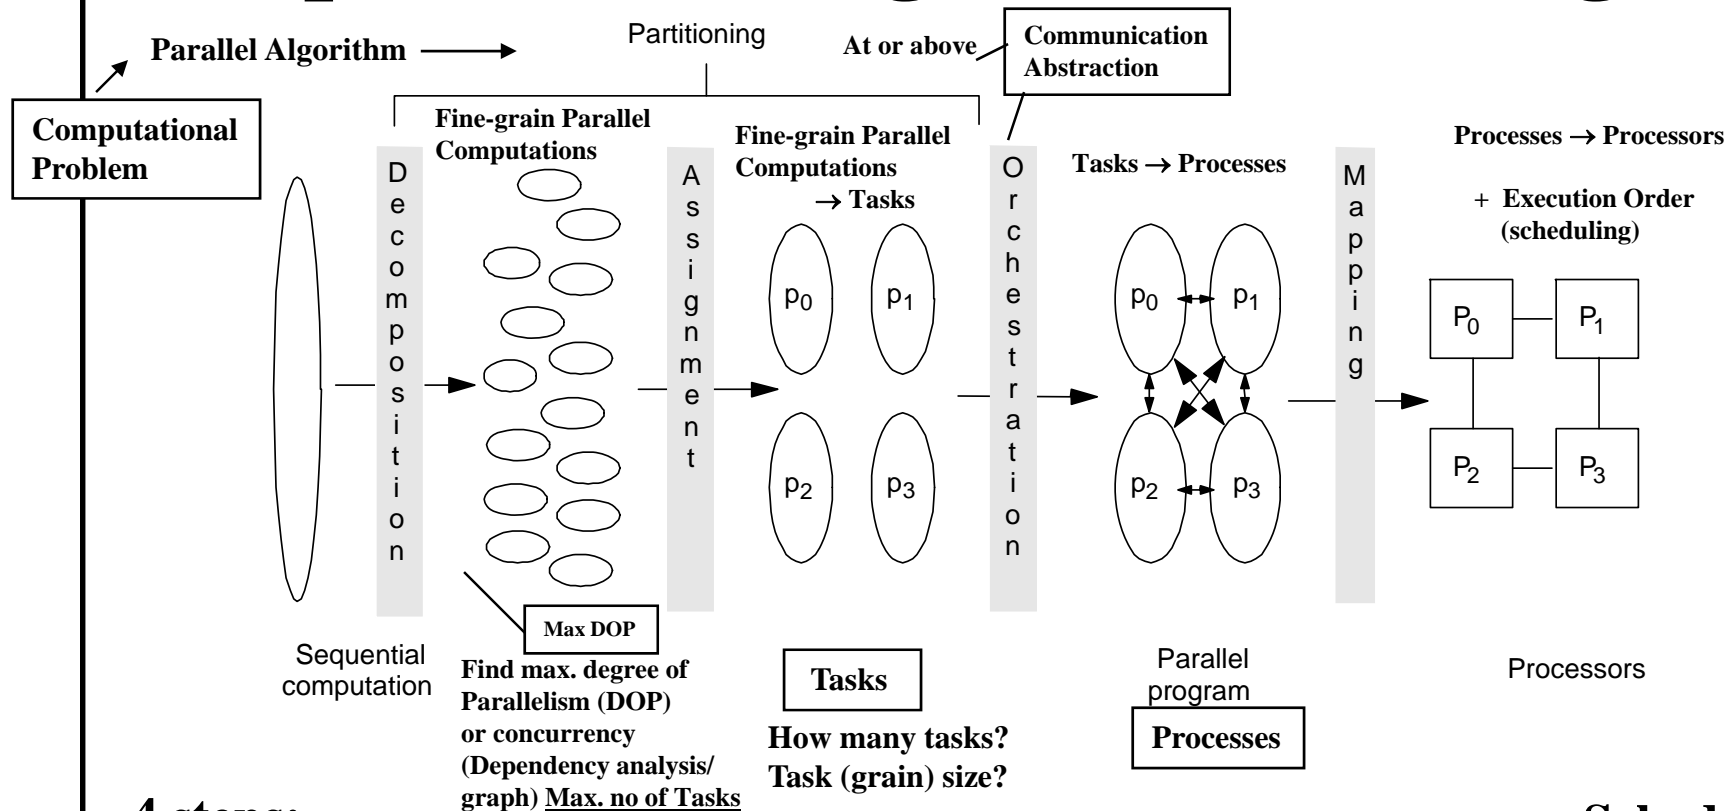 Parallel Algorithm
Partitioning
At or above
Communication
Abstraction
Computational
Problem
Fine-grain Parallel
Computations
Fine-grain Parallel
Computations
→ Tasks
Tasks → Processes
Processes → Processors
+ Execution Order
(scheduling)
Decomposition
Assignment
Orchestration
Mapping
p0
p1
p2
p3
p0
p1
p2
p3
P0
P1
P2
P3
Max DOP
Sequential
computation
Find max. degree of
Parallelism (DOP)
or concurrency
(Dependency analysis/
graph) Max. no of Tasks
Tasks
How many tasks?
Task (grain) size?
Parallel
program
Processes
Processors
4 steps: